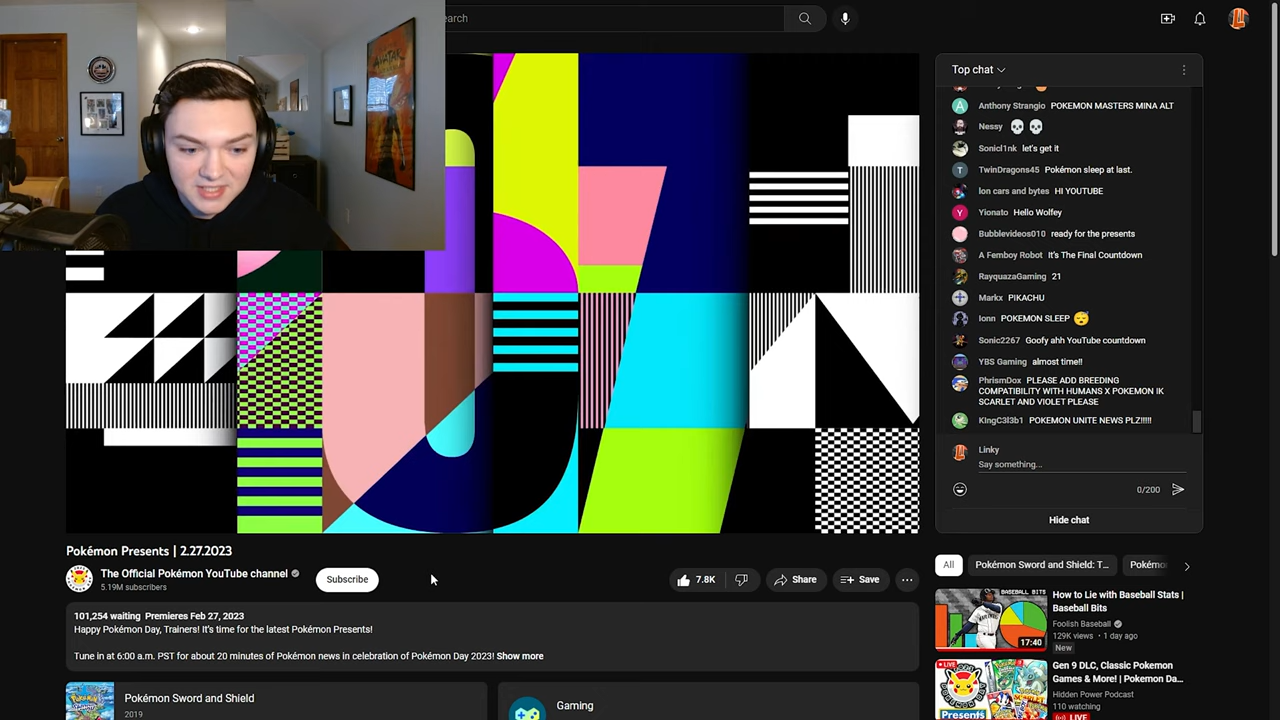 earch
Top chat
Anthony Strangio POKEMON MASTERS MINA ALT
Nessy 💀 💀
Sonicl1nk let's get it
TwinDragons45 Pokémon sleep at last.
Ion cars and bytes HI YOUTUBE
Yionato Hello Wolfey
Bubblevideos010 ready for the presents
A Femboy Robot It's The Final Countdown
RayquazaGaming 21
Markx PIKACHU
Ionn POKEMON SLEEP 😴
Sonic2267 Goofy ahh YouTube countdown
YBS Gaming almost time!!
PhrismDox PLEASE ADD BREEDING
COMPATIBILITY WITH HUMANS X POKEMON IK
SCARLET AND VIOLET PLEASE
KIngC3l3b1 POKEMON UNITE NEWS PLZ!!!!!
Linky
Say something...
0/200
Hide chat
Pokémon Presents | 2.27.2023
The Official Pokémon YouTube channel
5.19M subscribers
Subscribe
7.8K
Share
Save
101,254 waiting Premieres Feb 27, 2023
Happy Pokémon Day, Trainers! It's time for the latest Pokémon Presents!
Tune in at 6:00 a.m. PST for about 20 minutes of Pokémon news in celebration of Pokémon Day 2023! Show more
Pokémon Sword and Shield
2019
Gaming
All
Pokémon Sword and Shield: T...
Pokémo
BASEBALL BITS
17:40
How to Lie with Baseball Stats |
Baseball Bits
Foolish Baseball
129K views • 1 day ago
New
LIVE
Presents
Gen 9 DLC, Classic Pokemon
Games & More! | Pokemon Da...
Hidden Power Podcast
110 watching
LIVE